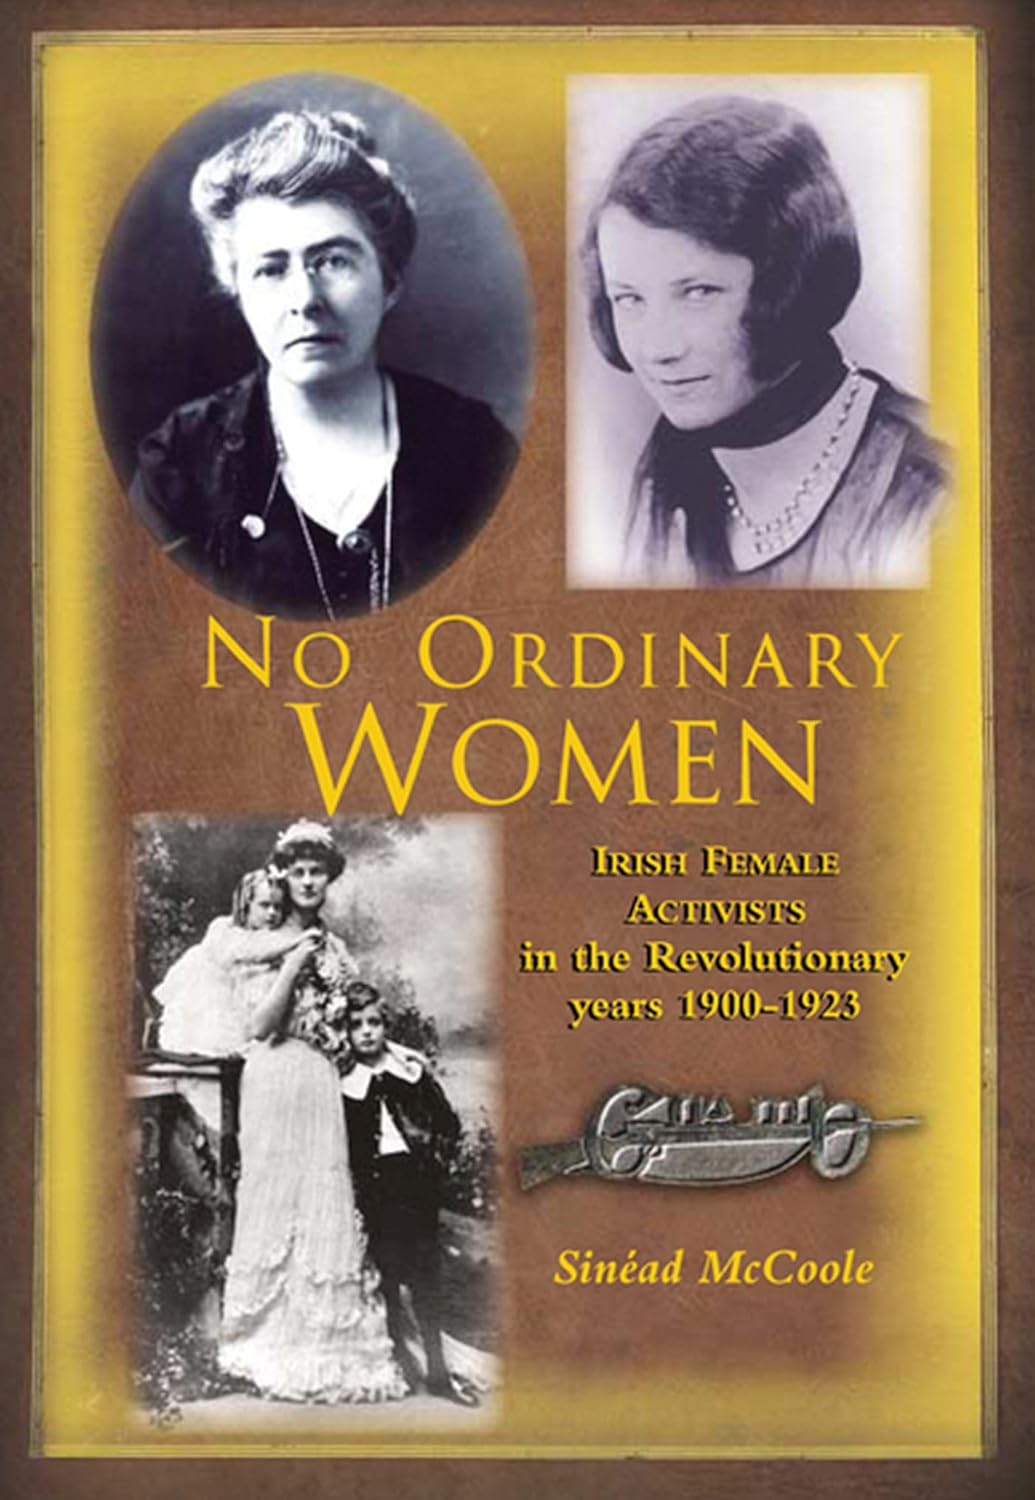 No Ordinary
Women
Irish Female
Activists
in the Revolutionary
years 1900–1923
Sinéad McCoole